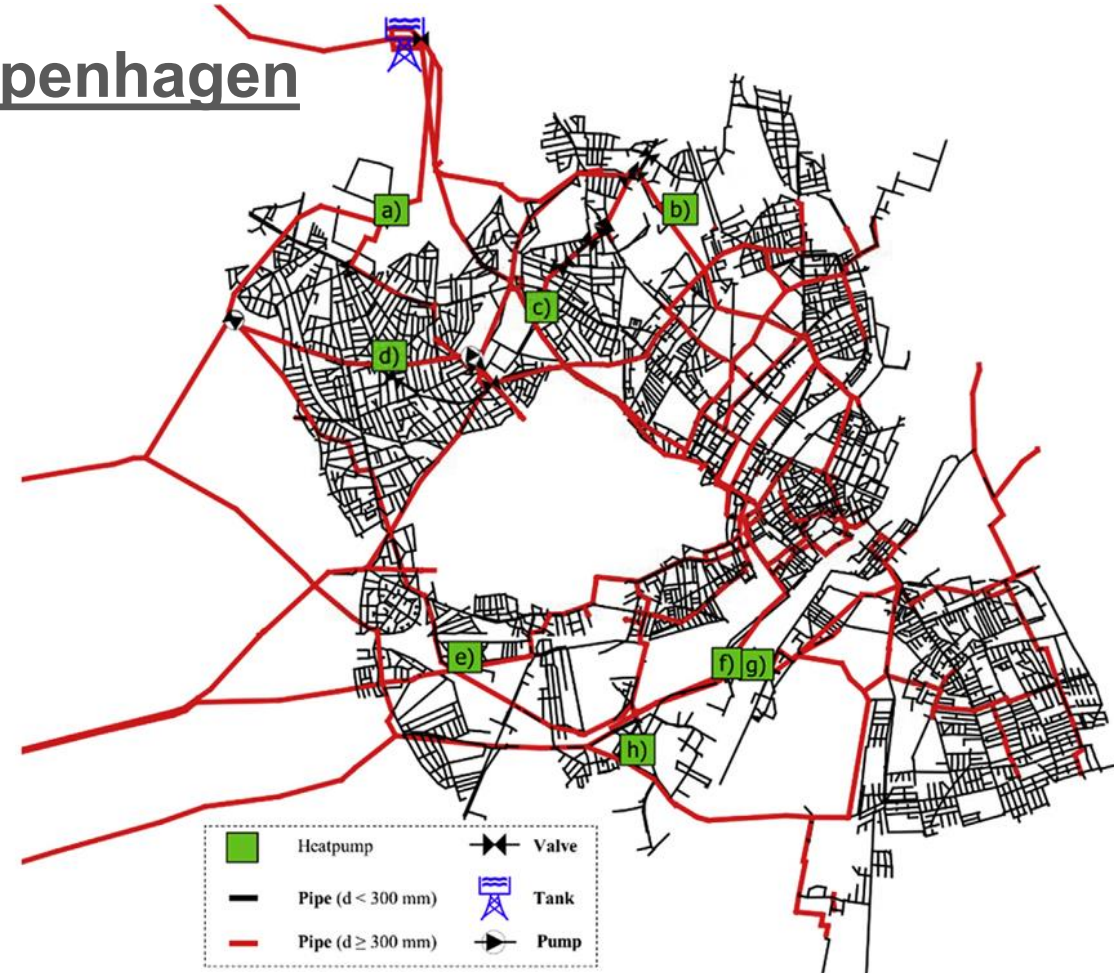 penhagen
a)
b)
c)
d)
e)
f) g)
h)
Heatpump
Valve
Pipe (d < 300 mm)
Tank
Pipe (d ≥ 300 mm)
Pump